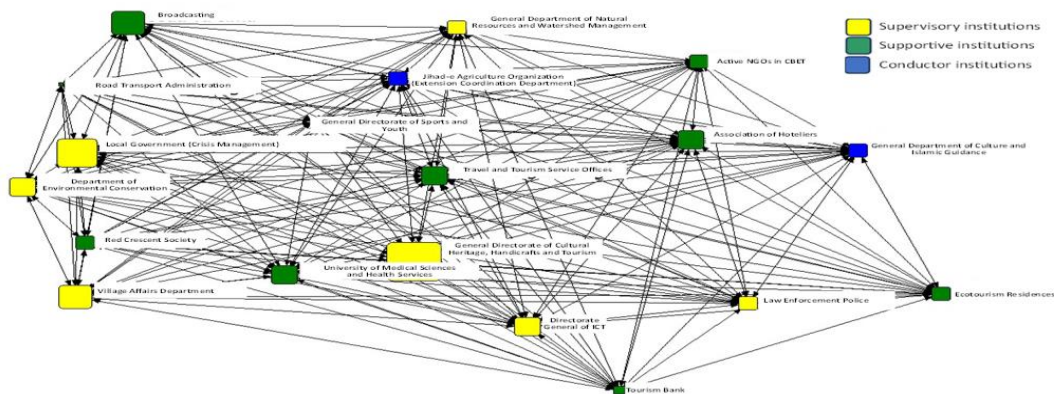 Broadcasting
General Department of Natural
Resources and Watershed Management
Supervisory institutions
Supportive institutions
Conductor institutions
Active NGOs in CBET
Jihad-e Agriculture Organization
(Extension Coordination Department)
Road Transport Administration
General Directorate of Sports and
Youth
Association of Hoteliers
Local Government (Crisis Management)
General Department of Culture and
Islamic Guidance
Travel and Tourism Service Offices
Department of
Environmental Conservation
Red Crescent Society
General Directorate of Cultural
Heritage, Handicrafts and Tourism
University of Medical Sciences
and Health Services
Village Affairs Department
Law Enforcement Police
Ecotourism Residences
Directorate
General of ICT
Tourism Bank